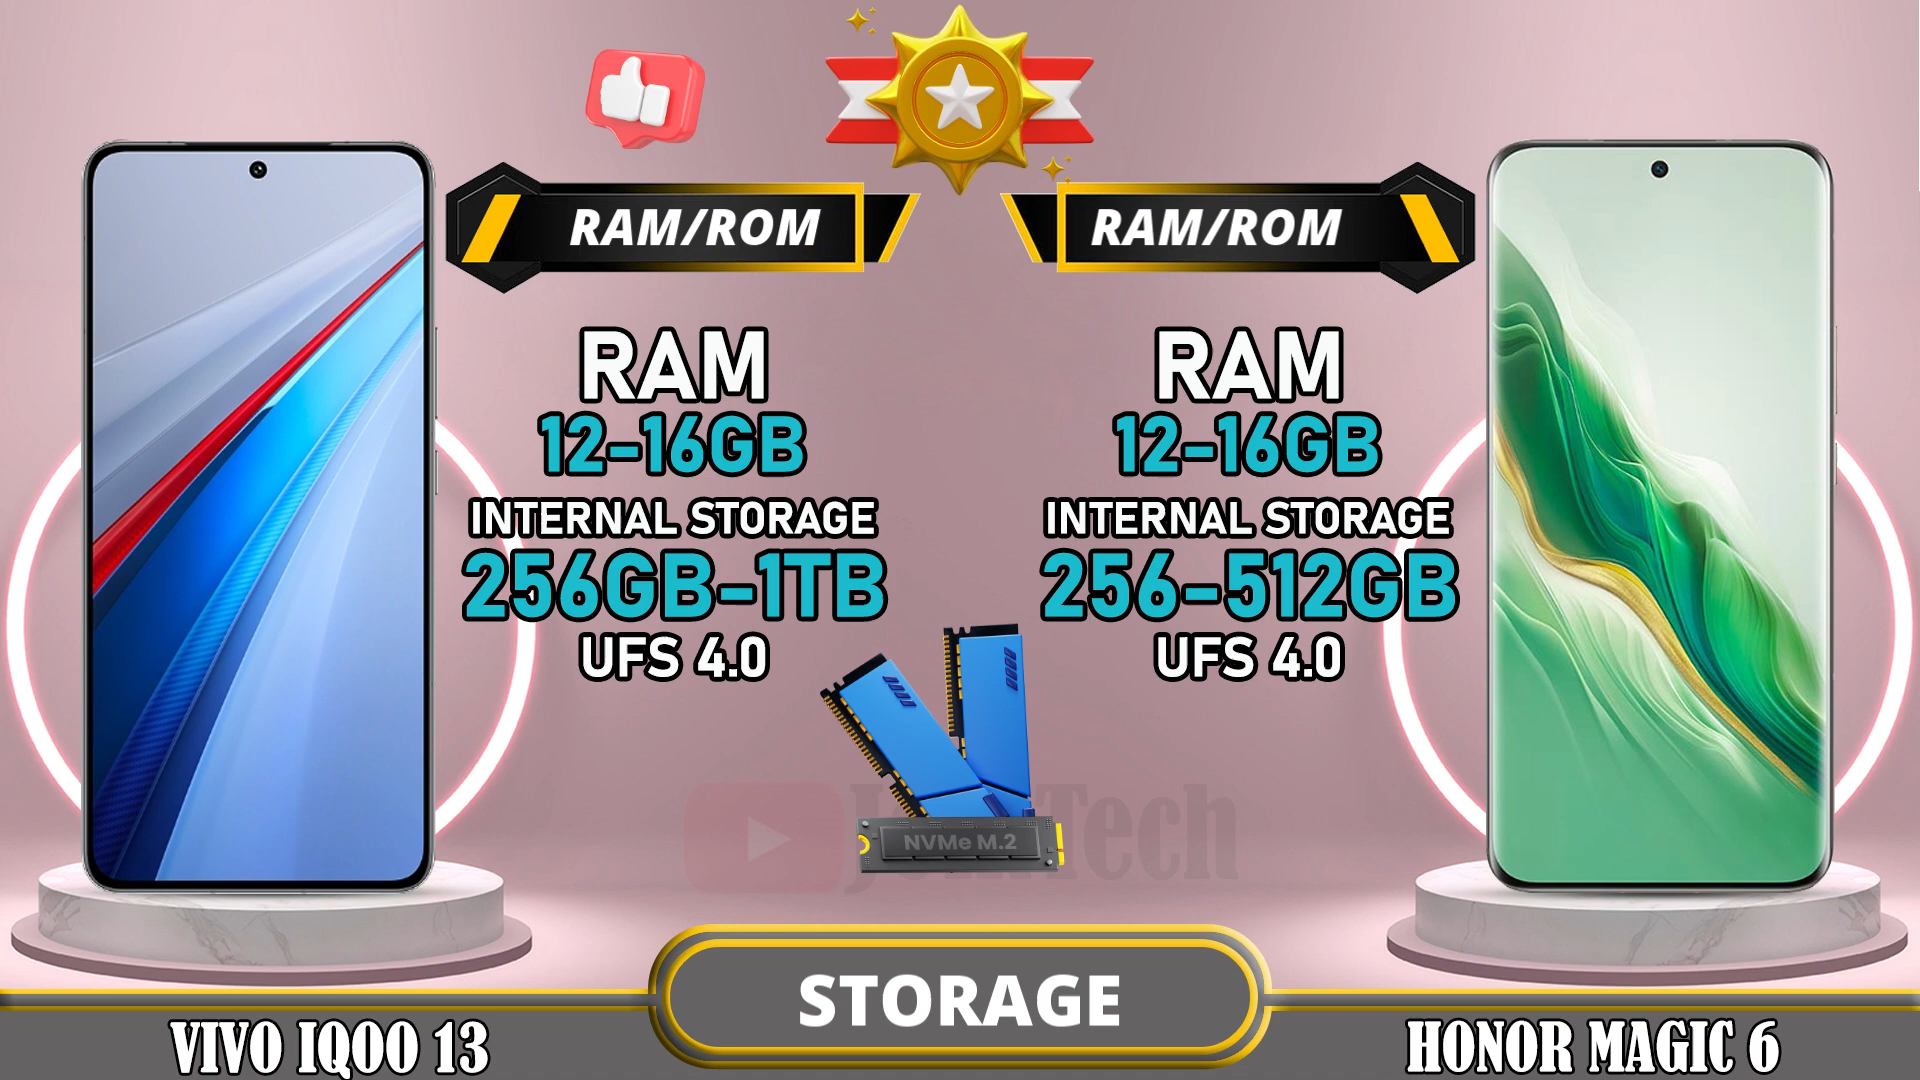 RAM/ROM
RAM/ROM
RAM
12-16GB
INTERNAL STORAGE
256GB-1TB
UFS 4.0
RAM
12-16GB
INTERNAL STORAGE
256-512GB
UFS 4.0
NVMe M.2
STORAGE
VIVO IQOO 13
HONOR MAGIC 6